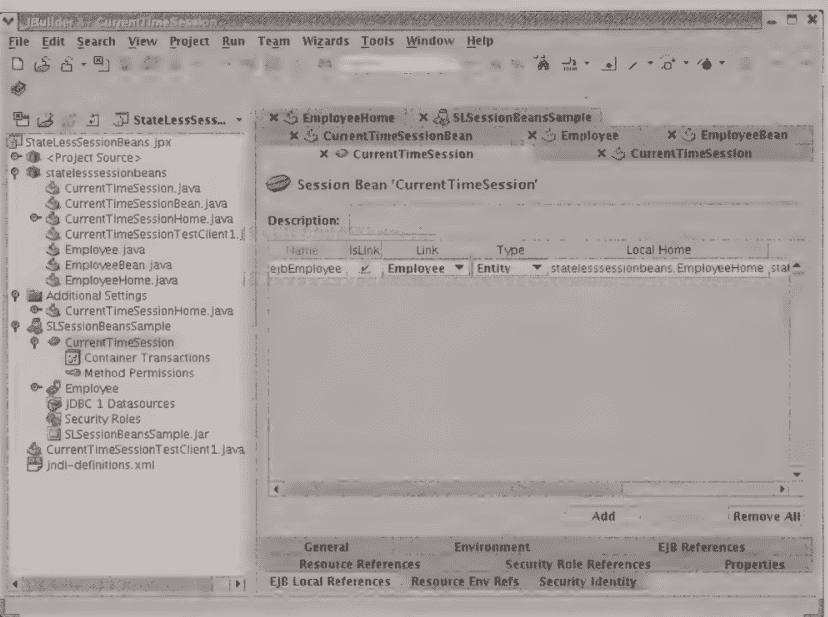 JBuilder
CurrentTimeSession
File Edit Search View Project Run Team Wizards Tools Window Help
StateLessSess...
EmployeeHome SLSessionBeansSample
CurrentTimeSessionBean Employee EmployeeBean
CurrentTimeSession CurrentTimeSession
StateLessSessionBeans.jpx
<Project Source>
statelesssessionbeans
CurrentTimeSession.java
CurrentTimeSessionBean.java
CurrentTimeSessionHome.java
CurrentTimeSessionTestClient1.j
Employee.java
EmployeeBean.java
EmployeeHome.java
Additional Settings
CurrentTimeSessionHome.java
SLSessionBeansSample
CurrentTimeSession
Container Transactions
Method Permissions
Employee
JDBC 1 Datasources
Security Roles
SLSessionBeansSample.jar
CurrentTimeSessionTestClient1.java
jndi-definitions.xml
Session Bean 'CurrentTimeSession'
Description:
Name IsLink Link Type Local Home
ejbEmployee Employee Entity statelesssessionbeans.EmployeeHome stat
Add Remove All
General Environment EJB References
Resource References Security Role References Properties
EJB Local References Resource Env Refs Security Identity